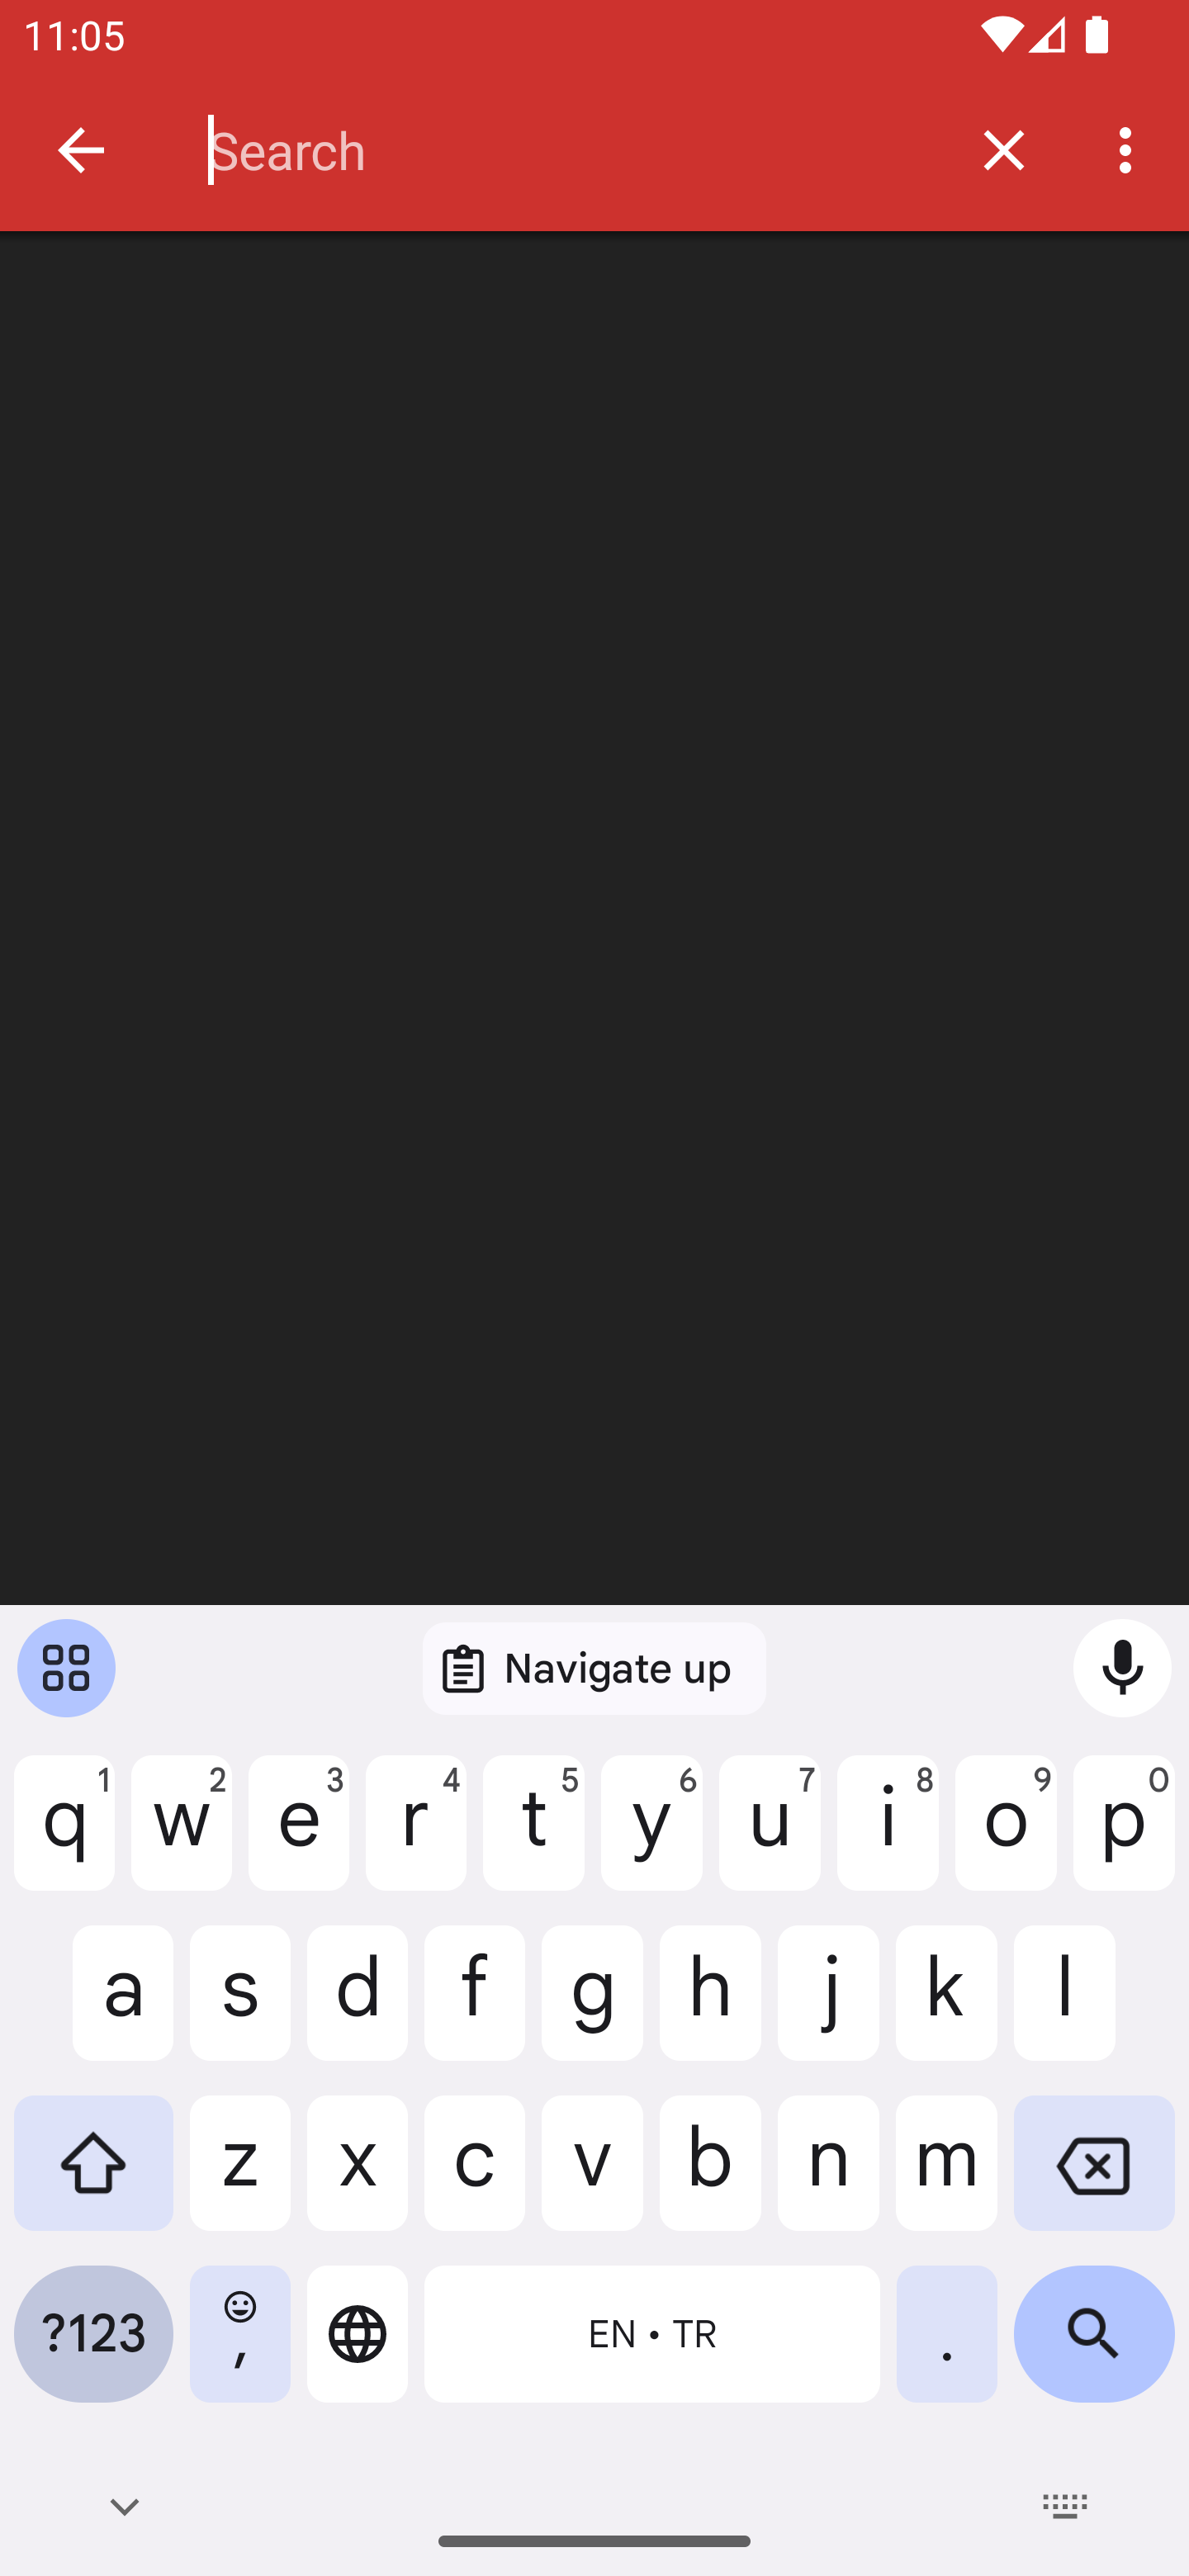 11:05
Search
Navigate up
q 1 w 2 e 3 r 4 t 5 y 6 u 7 i 8 o 9 p 0
a s d f g h j k l
z x c v b n m
?123 , EN • TR .